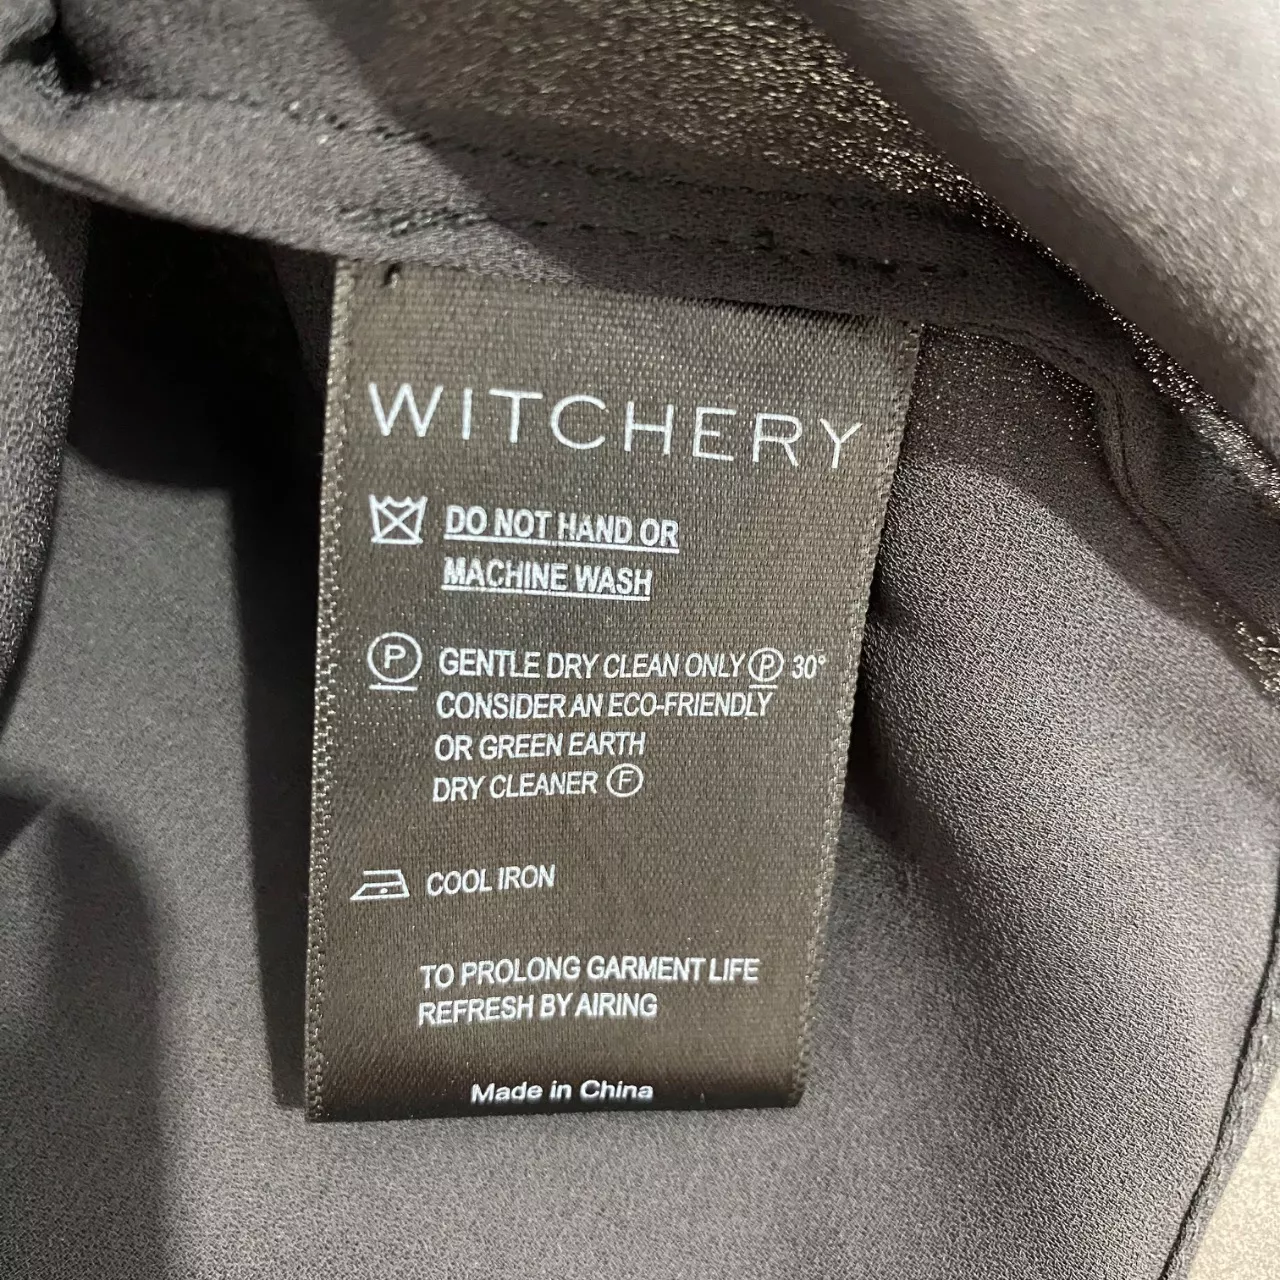 WITCHERY
DO NOT HAND OR
MACHINE WASH
P GENTLE DRY CLEAN ONLY P 30°
CONSIDER AN ECO-FRIENDLY
OR GREEN EARTH
DRY CLEANER F
COOL IRON
TO PROLONG GARMENT LIFE
REFRESH BY AIRING
Made in China